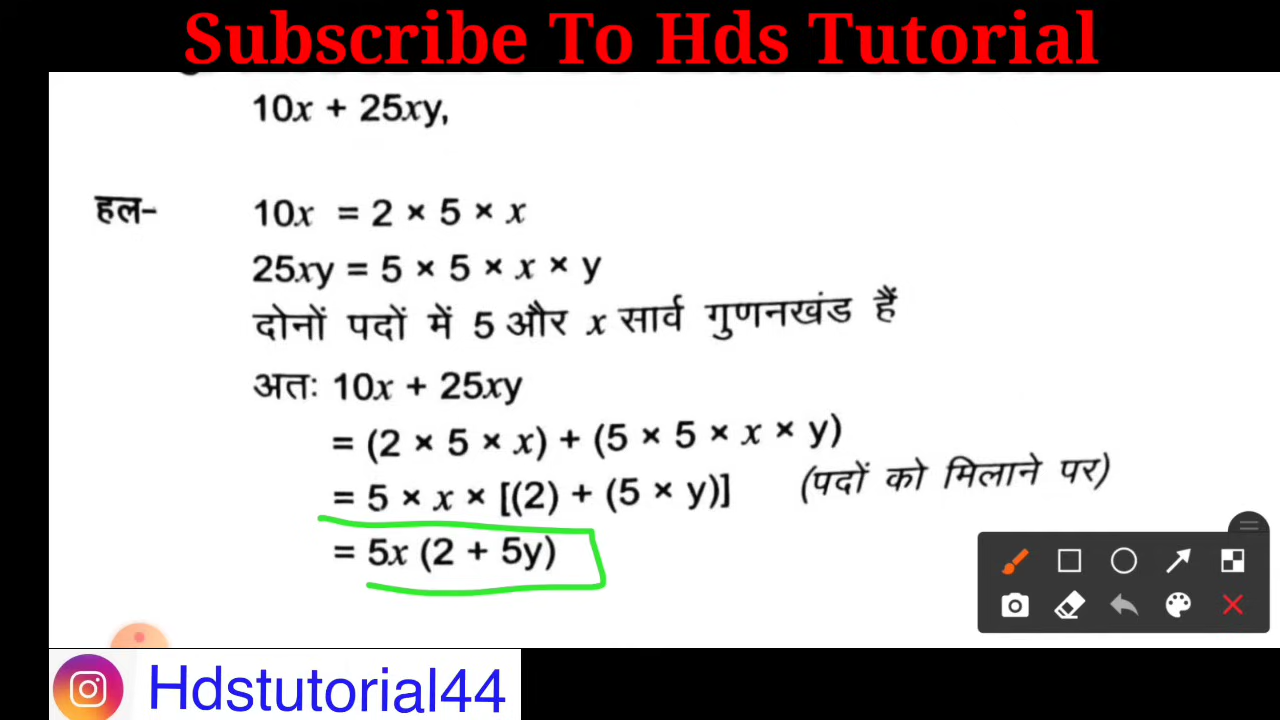 Subscribe To Hds Tutorial
10x + 25xy,
हल- 10x = 2 × 5 × x
25xy = 5 × 5 × x × y
दोनों पदों में 5 और x सार्व गुणनखंड हैं
अतः 10x + 25xy
= (2 × 5 × x) + (5 × 5 × x × y)
= 5 × x × [(2) + (5 × y)] (पदों को मिलाने पर)
= 5x (2 + 5y)
Hdstutorial44